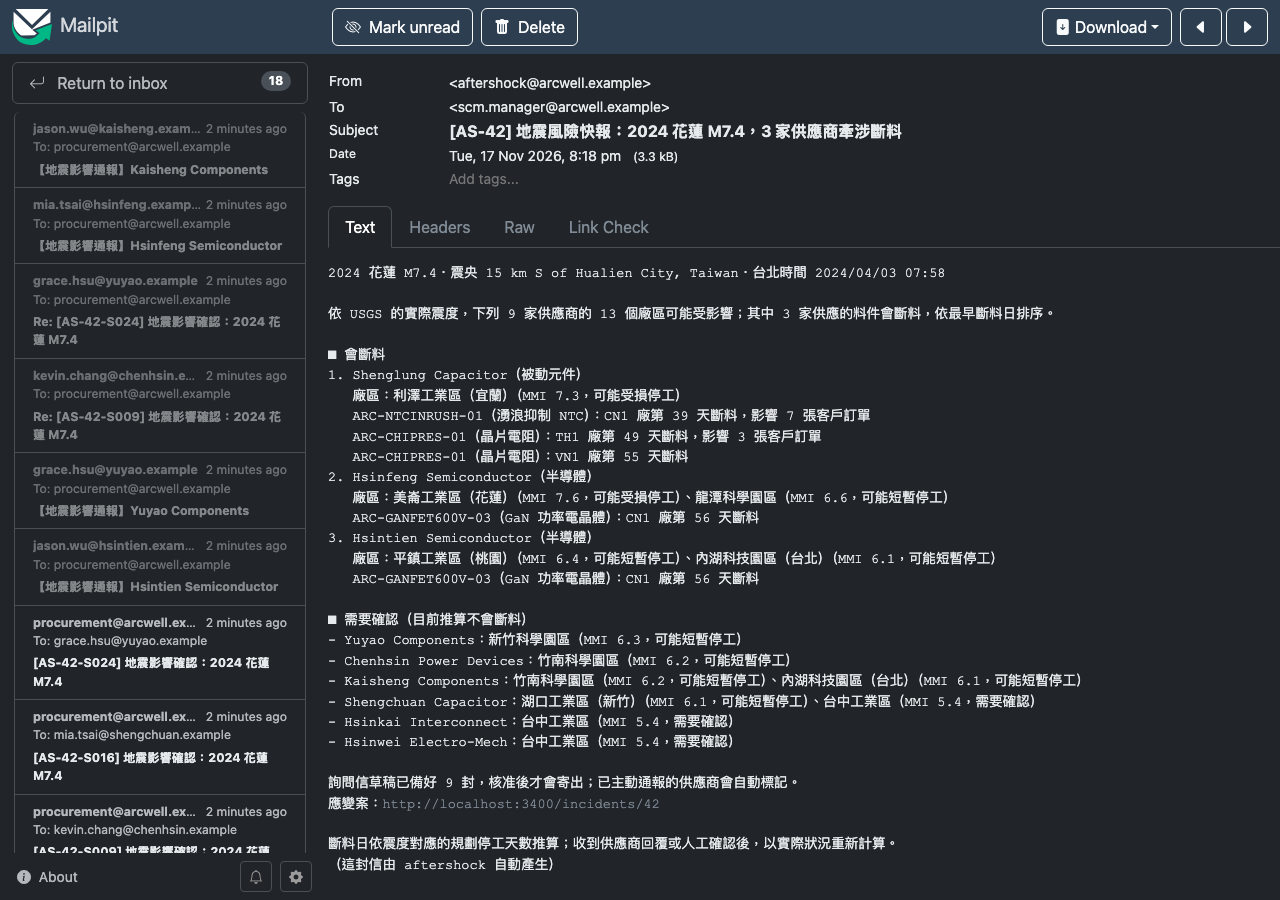 Mailpit
Mark unread
Delete
Download
Return to inbox
18
From
<aftershock@arcwell.example>
To
<scm.manager@arcwell.example>
Subject
[AS-42] 地震風險快報：2024 花蓮 M7.4，3 家供應商牽涉斷料
Date
Tue, 17 Nov 2026, 8:18 pm (3.3 kB)
Tags
Add tags...
Text
Headers
Raw
Link Check
jason.wu@kaisheng.exam... 2 minutes ago
To: procurement@arcwell.example
【地震影響通報】Kaisheng Components
mia.tsai@hsinfeng.examp... 2 minutes ago
To: procurement@arcwell.example
【地震影響通報】Hsinfeng Semiconductor
grace.hsu@yuyao.example 2 minutes ago
To: procurement@arcwell.example
Re: [AS-42-S024] 地震影響確認：2024 花
蓮 M7.4
kevin.chang@chenhsin.e... 2 minutes ago
To: procurement@arcwell.example
Re: [AS-42-S009] 地震影響確認：2024 花
蓮 M7.4
grace.hsu@yuyao.example 2 minutes ago
To: procurement@arcwell.example
【地震影響通報】Yuyao Components
jason.wu@hsintien.exam... 2 minutes ago
To: procurement@arcwell.example
【地震影響通報】Hsintien Semiconductor
procurement@arcwell.ex... 2 minutes ago
To: grace.hsu@yuyao.example
[AS-42-S024] 地震影響確認：2024 花蓮
M7.4
procurement@arcwell.ex... 2 minutes ago
To: mia.tsai@shengchuan.example
[AS-42-S016] 地震影響確認：2024 花蓮
M7.4
procurement@arcwell.ex... 2 minutes ago
To: kevin.chang@chenhsin.example
[AS-42-S009] 地震影響確認：2024 花蓮
About
2024 花蓮 M7.4．震央 15 km S of Hualien City, Taiwan．台北時間 2024/04/03 07:58
依 USGS 的實際震度，下列 9 家供應商的 13 個廠區可能受影響；其中 3 家供應的料件會斷料，依最早斷料日排序。
■ 會斷料
1. Shenglung Capacitor（被動元件）
廠區：利澤工業區（宜蘭）（MMI 7.3，可能受損停工）
ARC-NTCINRUSH-01（湧浪抑制 NTC）：CN1 廠第 39 天斷料，影響 7 張客戶訂單
ARC-CHIPRES-01（晶片電阻）：TH1 廠第 49 天斷料，影響 3 張客戶訂單
ARC-CHIPRES-01（晶片電阻）：VN1 廠第 55 天斷料
2. Hsinfeng Semiconductor（半導體）
廠區：美崙工業區（花蓮）（MMI 7.6，可能受損停工）、龍潭科學園區（MMI 6.6，可能短暫停工）
ARC-GANFET600V-03（GaN 功率電晶體）：CN1 廠第 56 天斷料
3. Hsintien Semiconductor（半導體）
廠區：平鎮工業區（桃園）（MMI 6.4，可能短暫停工）、內湖科技園區（台北）（MMI 6.1，可能短暫停工）
ARC-GANFET600V-03（GaN 功率電晶體）：CN1 廠第 56 天斷料
■ 需要確認（目前推算不會斷料）
- Yuyao Components：新竹科學園區（MMI 6.3，可能短暫停工）
- Chenhsin Power Devices：竹南科學園區（MMI 6.2，可能短暫停工）
- Kaisheng Components：竹南科學園區（MMI 6.2，可能短暫停工）、內湖科技園區（台北）（MMI 6.1，可能短暫停工）
- Shengchuan Capacitor：湖口工業區（新竹）（MMI 6.1，可能短暫停工）、台中工業區（MMI 5.4，需要確認）
- Hsinkai Interconnect：台中工業區（MMI 5.4，需要確認）
- Hsinwei Electro-Mech：台中工業區（MMI 5.4，需要確認）
詢問信草稿已備好 9 封，核准後才會寄出；已主動通報的供應商會自動標記。
應變案：http://localhost:3400/incidents/42
斷料日依震度對應的規劃停工天數推算；收到供應商回覆或人工確認後，以實際狀況重新計算。
（這封信由 aftershock 自動產生）